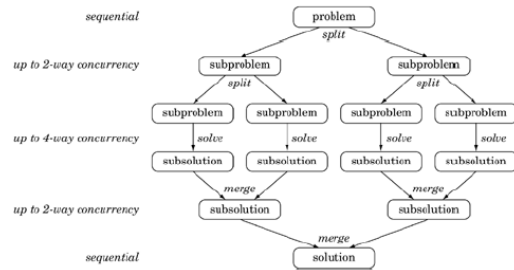 sequential problem
split
up to 2-way concurrency subproblem subproblem
split split
subproblem subproblem subproblem subproblem
up to 4-way concurrency solve solve solve solve
subsolution subsolution subsolution subsolution
merge merge
up to 2-way concurrency subsolution subsolution
merge
sequential solution